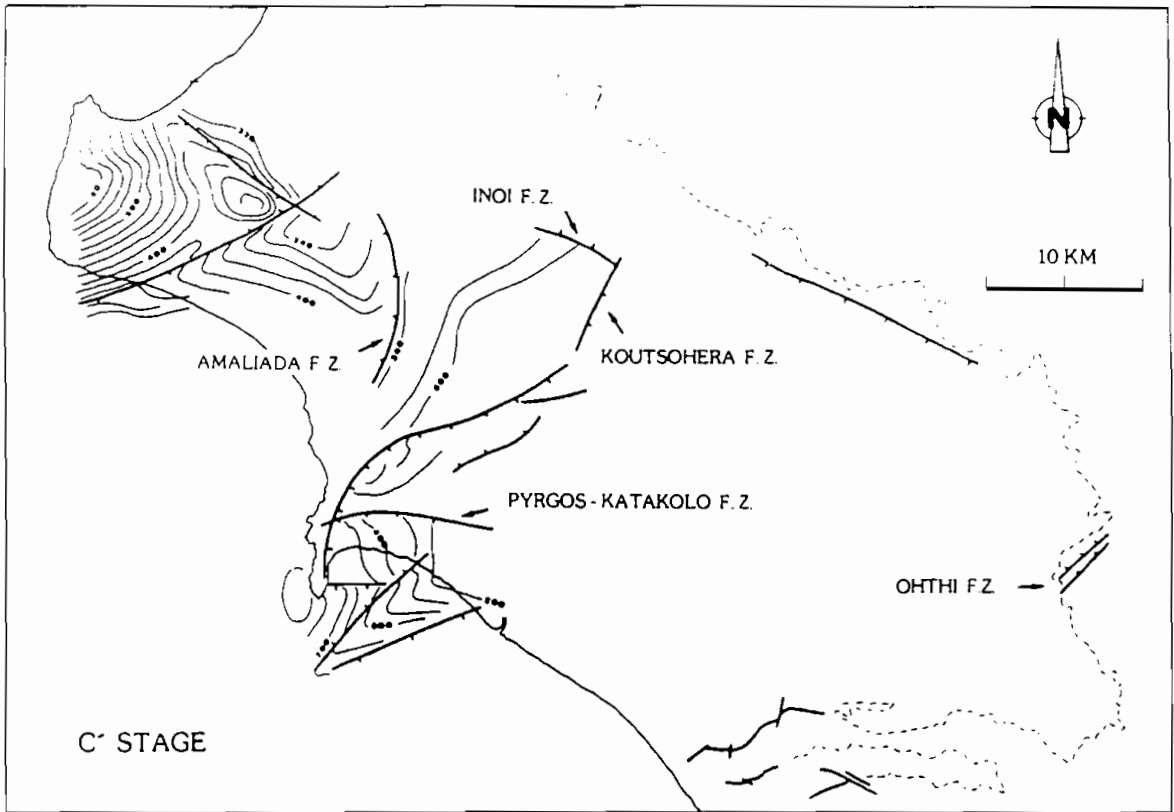 N
INOI F. Z.
10 KM
AMALIADA F Z.
KOUTSOHERA F. Z.
PYRGOS-KATAKOLO F. Z.
OHTHI F.Z.
C´ STAGE